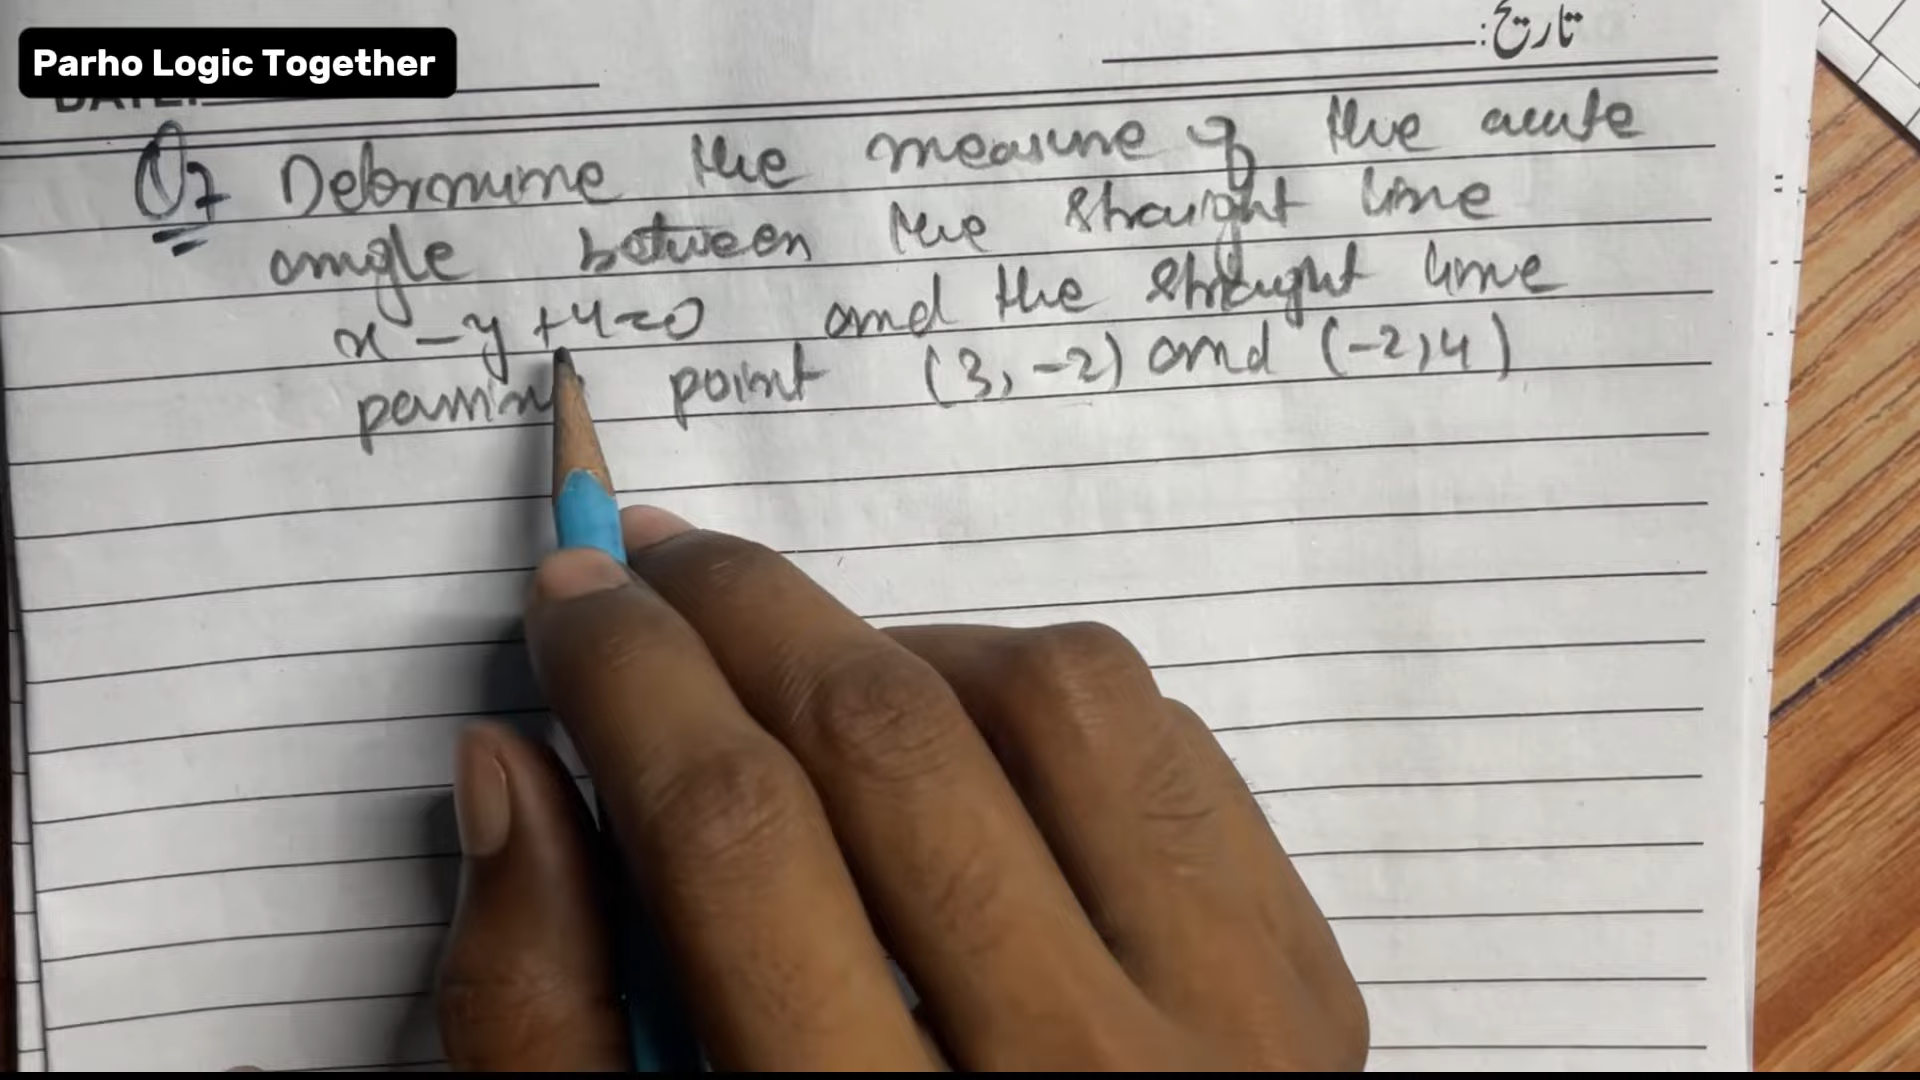 Parho Logic Together
تاریخ:
DATE:
Q7 Determine the measure of the acute
angle between the straight line
x - y + 4 = 0 and the straight line
passing point (3, -2) and (-2, 4)